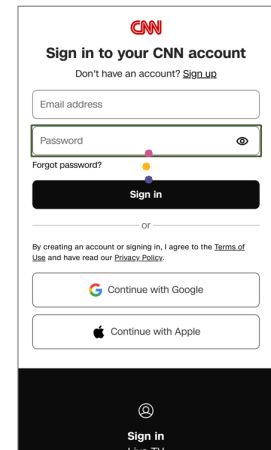 CNN
Sign in to your CNN account
Don't have an account? Sign up
Email address
Password
Forgot password?
Sign in
or
By creating an account or signing in, I agree to the Terms of
Use and have read our Privacy Policy.
Continue with Google
Continue with Apple
Sign in
Live TV